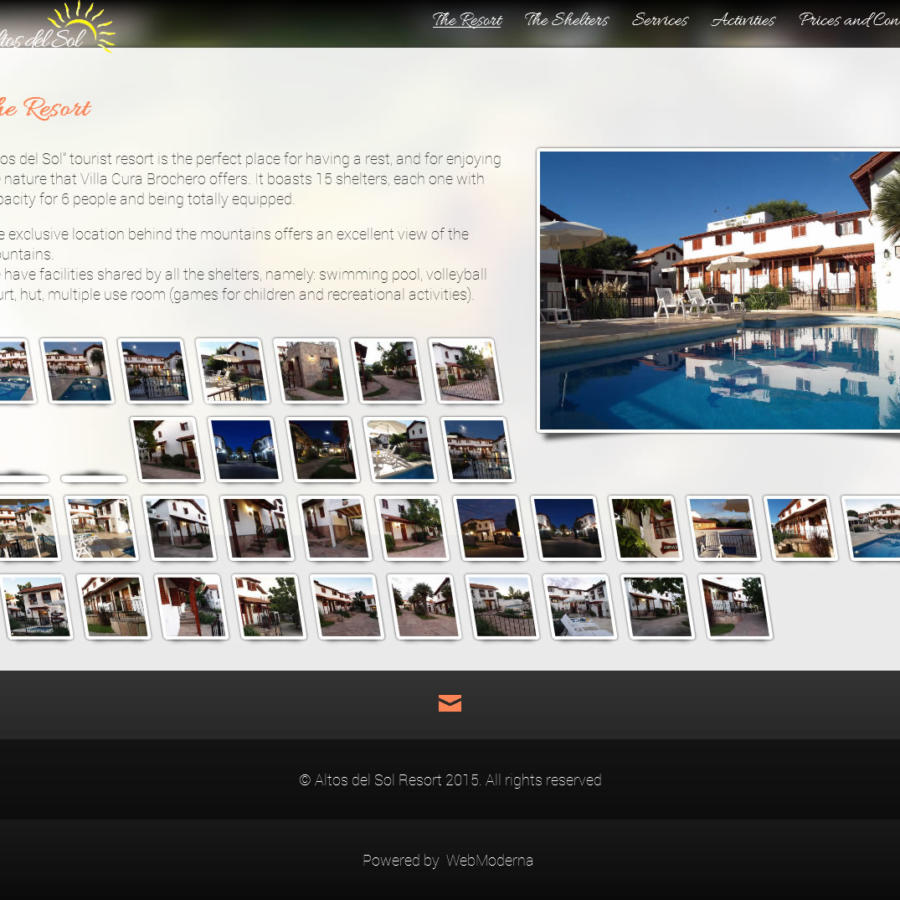 The Resort The Shelters Services Activities Prices and Con
ltos del Sol
he Resort
os del Sol" tourist resort is the perfect place for having a rest, and for enjoying
nature that Villa Cura Brochero offers. It boasts 15 shelters, each one with
pacity for 6 people and being totally equipped.
e exclusive location behind the mountains offers an excellent view of the
ountains.
have facilities shared by all the shelters, namely: swimming pool, volleyball
urt, hut, multiple use room (games for children and recreational activities).
© Altos del Sol Resort 2015. All rights reserved
Powered by WebModerna